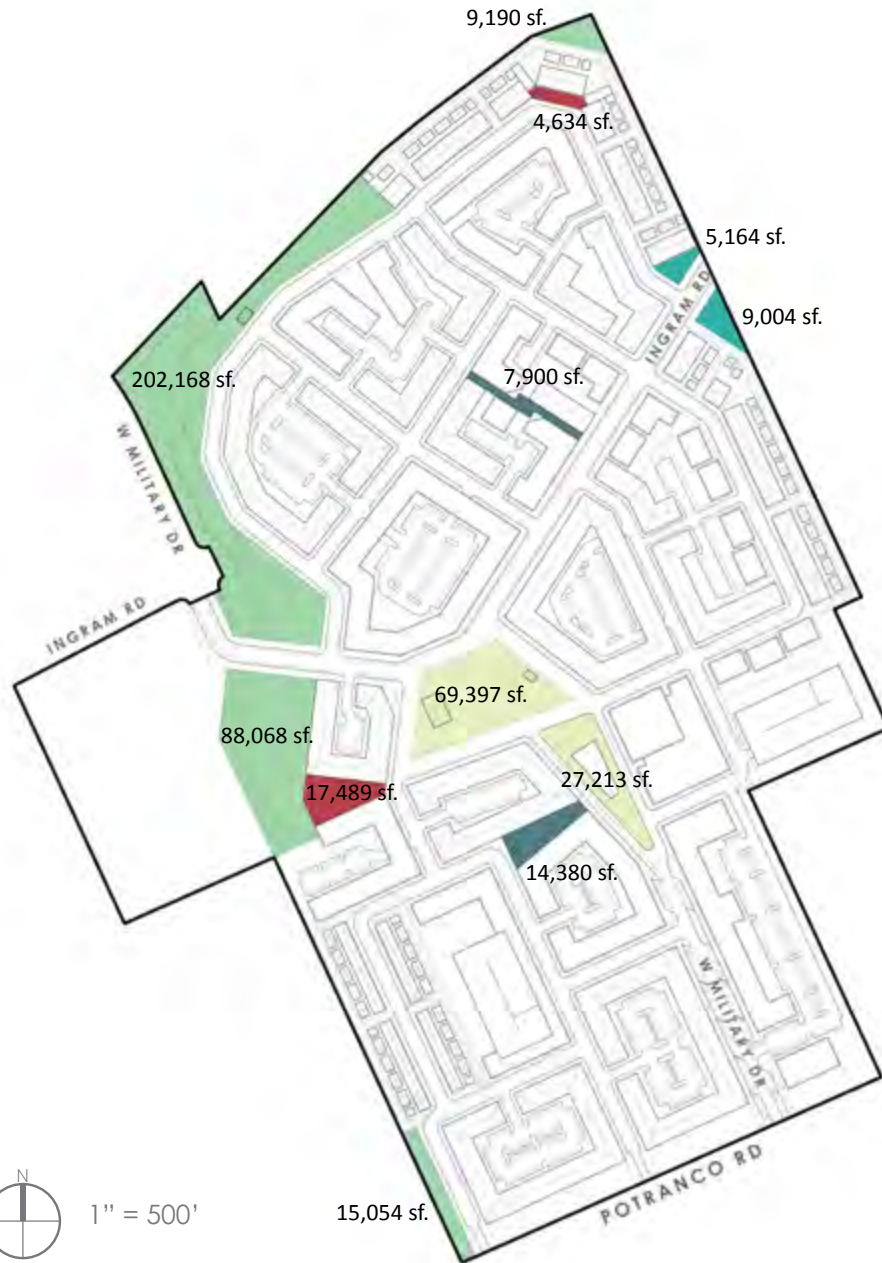 9,190 sf.
4,634 sf.
5,164 sf.
INGRAM RD
9,004 sf.
7,900 sf.
202,168 sf.
W MILITARY DR
INGRAM RD
69,397 sf.
88,068 sf.
27,213 sf.
17,489 sf.
14,380 sf.
W MILITARY DR
POTRANCO RD
N
1” = 500’
15,054 sf.